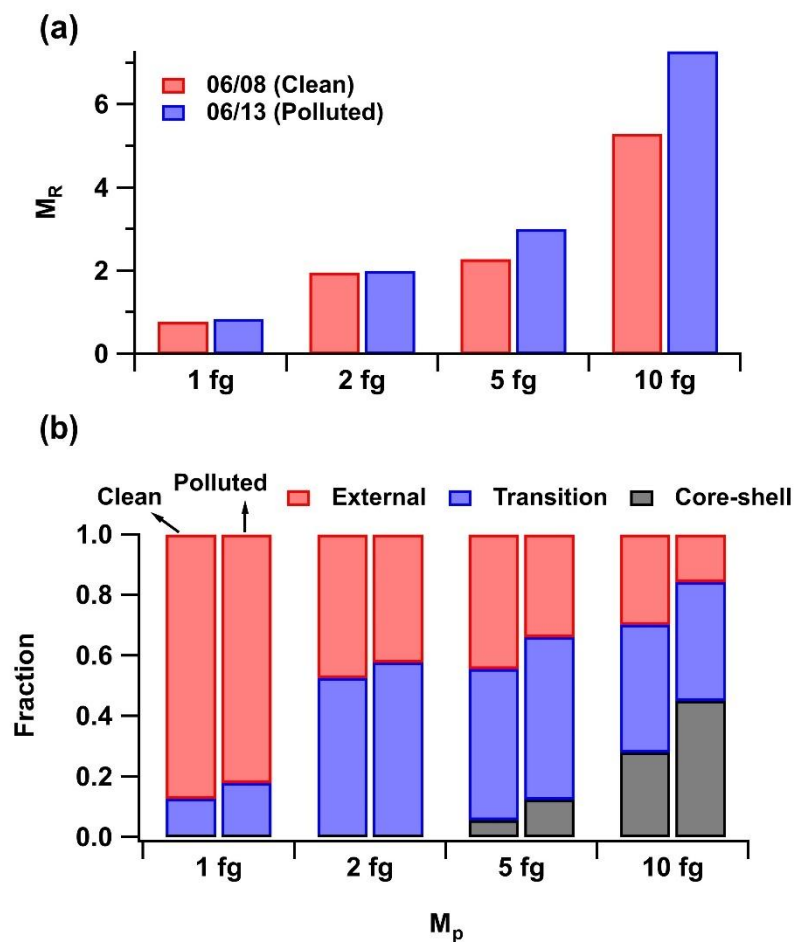 (a)
06/08 (Clean)
06/13 (Polluted)
6
4
2
0
M_R
1 fg 2 fg 5 fg 10 fg
(b)
Clean
Polluted
External Transition Core-shell
1.0
0.8
0.6
0.4
0.2
0.0
Fraction
1 fg 2 fg 5 fg 10 fg
M_p